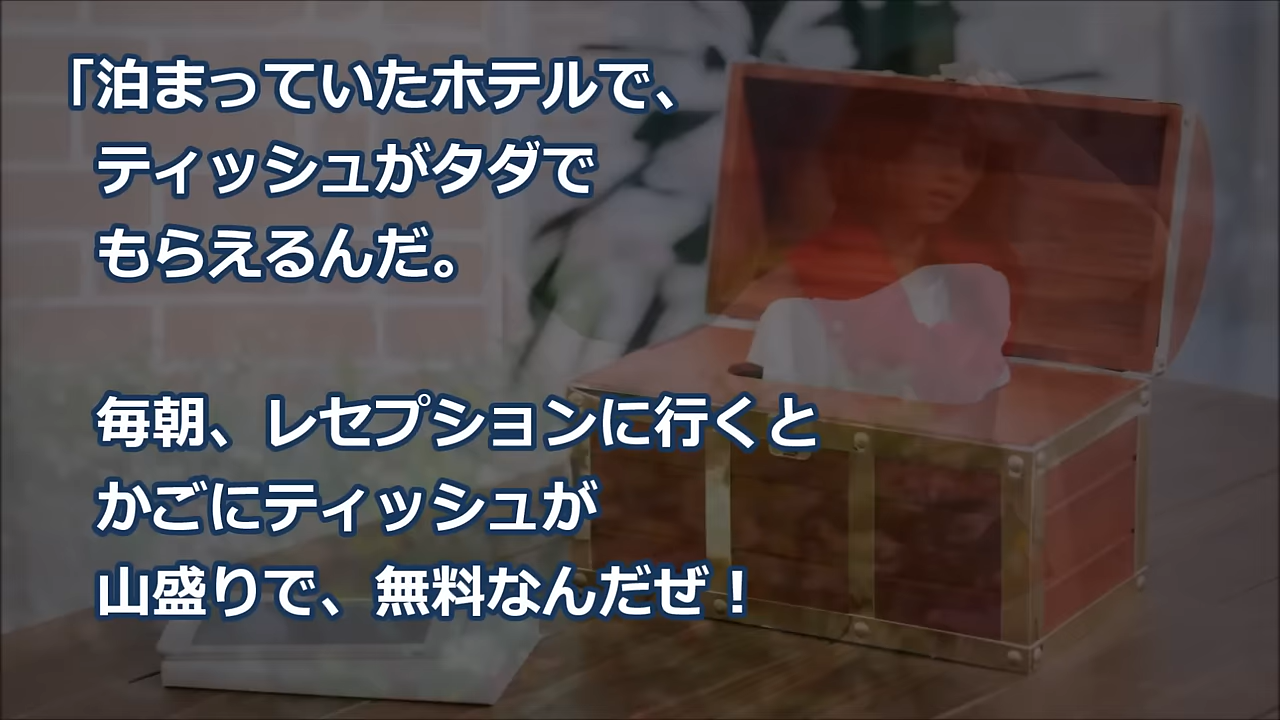 「泊まっていたホテルで、
ティッシュがタダで
もらえるんだ。
毎朝、レセプションに行くと
かごにティッシュが
山盛りで、無料なんだぜ！